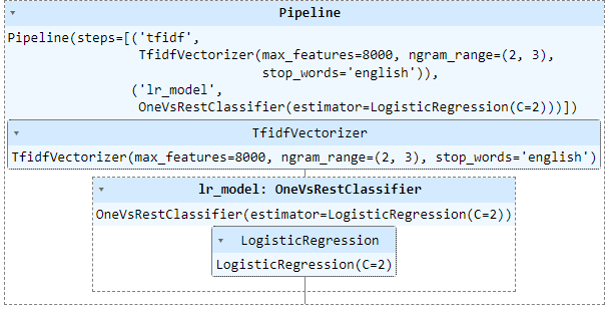 Pipeline
Pipeline(steps=[('tfidf',
TfidfVectorizer(max_features=8000, ngram_range=(2, 3),
stop_words='english')),
('lr_model',
OneVsRestClassifier(estimator=LogisticRegression(C=2)))])
TfidfVectorizer
TfidfVectorizer(max_features=8000, ngram_range=(2, 3), stop_words='english')
lr_model: OneVsRestClassifier
OneVsRestClassifier(estimator=LogisticRegression(C=2))
LogisticRegression
LogisticRegression(C=2)